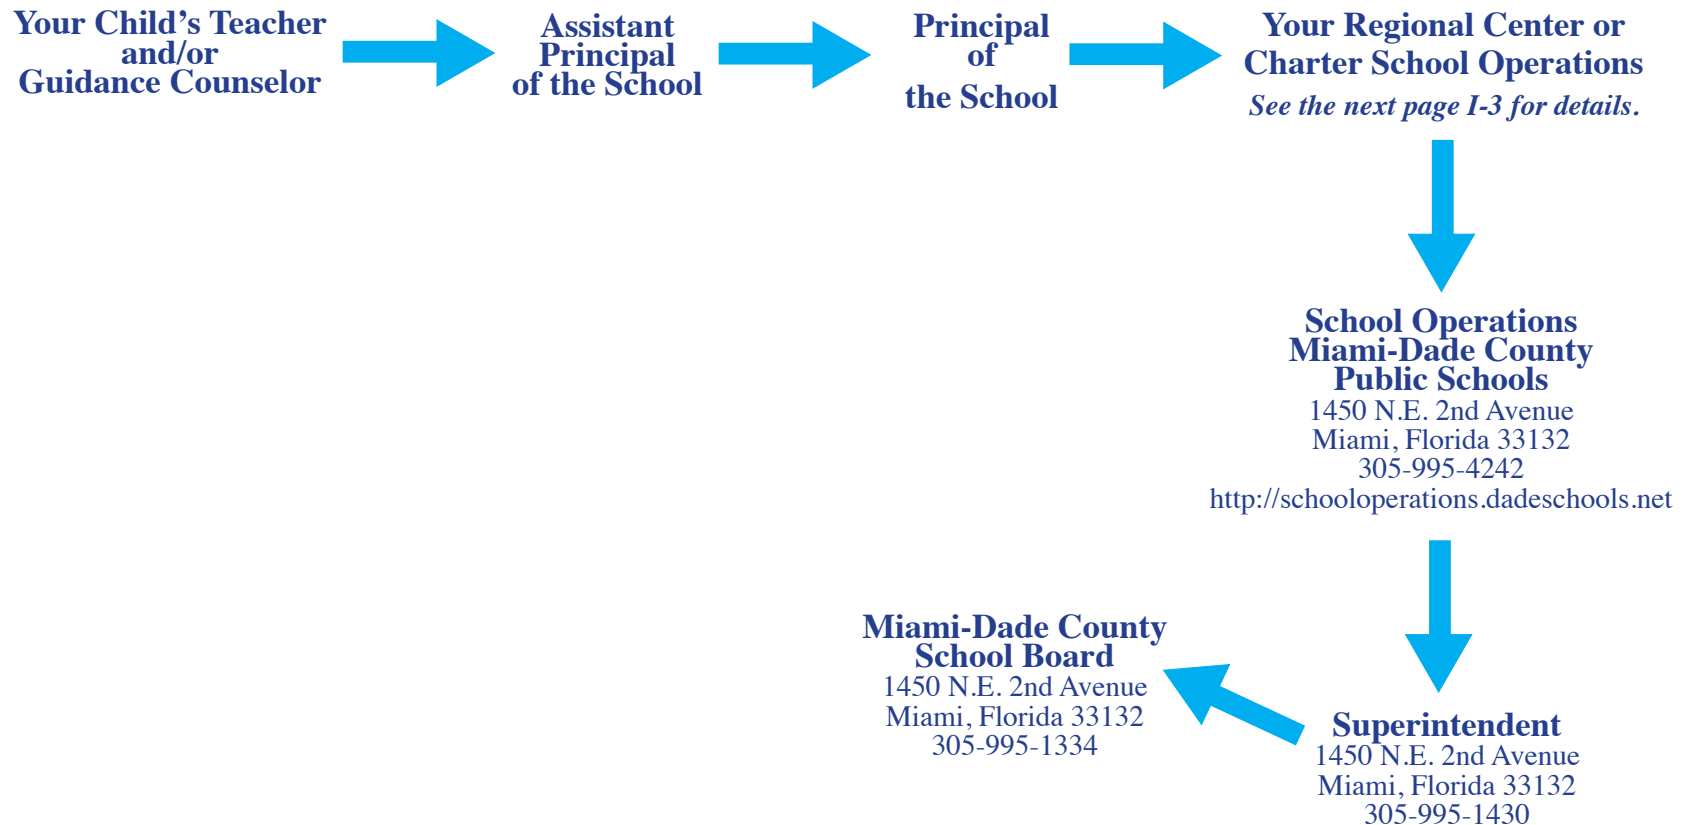 Your Child’s Teacher
and/or
Guidance Counselor
Assistant
Principal
of the School
Principal
of
the School
Your Regional Center or
Charter School Operations
See the next page I-3 for details.
School Operations
Miami-Dade County
Public Schools
1450 N.E. 2nd Avenue
Miami, Florida 33132
305-995-4242
http://schooloperations.dadeschools.net
Superintendent
1450 N.E. 2nd Avenue
Miami, Florida 33132
305-995-1430
Miami-Dade County
School Board
1450 N.E. 2nd Avenue
Miami, Florida 33132
305-995-1334